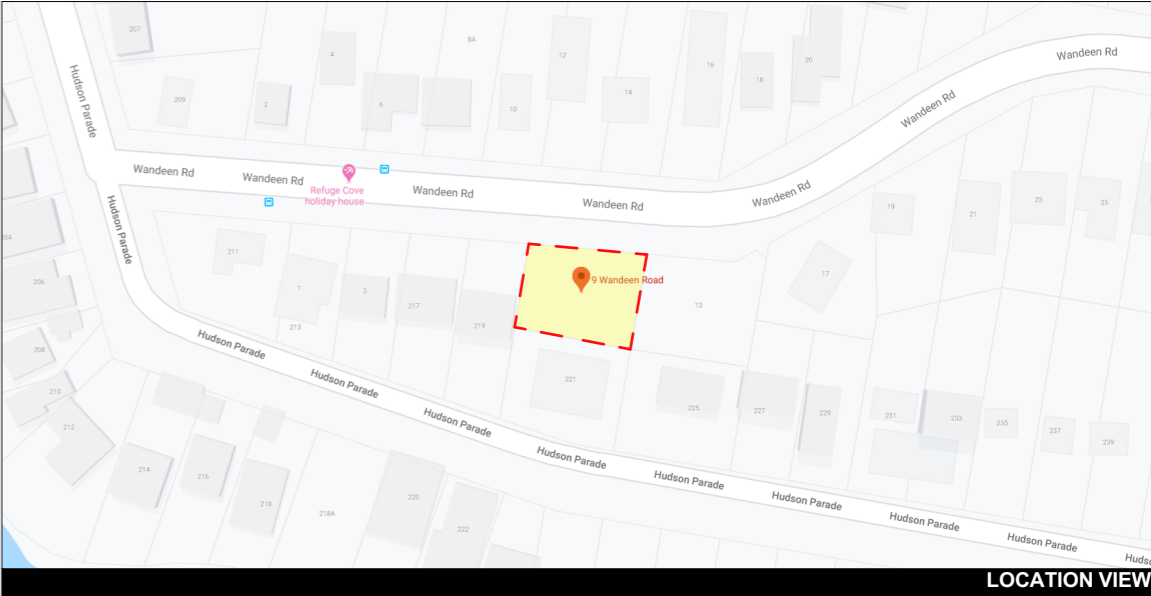 207
4
8A
12
16
18
20
Wandeen Rd
209
2
6
10
14
Wandeen Rd
Hudson Parade
Wandeen Rd
Wandeen Rd
Refuge Cove
holiday house
Wandeen Rd
Wandeen Rd
Wandeen Rd
Hudson Parade
19
21
23
25
204
211
206
1
3
217
219
213
9 Wandeen Road
13
17
208
Hudson Parade
Hudson Parade
Hudson Parade
Hudson Parade
Hudson Parade
Hudson Parade
Hudson Parade
Hudson Parade
Huds
210
212
221
225
227
229
231
233
235
237
239
214
216
218
218A
220
222
LOCATION VIEW